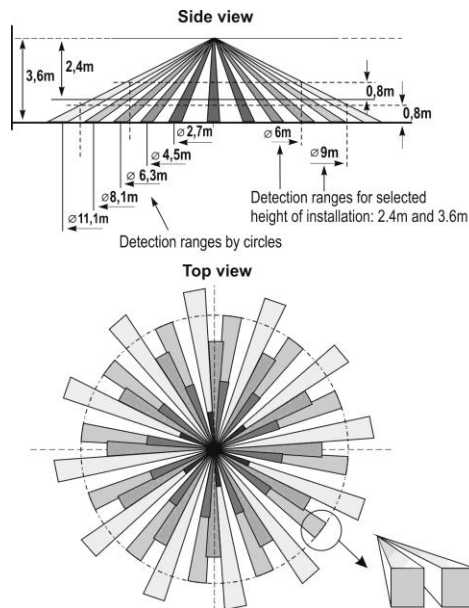 Side view
3,6m
2,4m
0,8m
0,8m
⌀2,7m
⌀6m
⌀ 4,5m
⌀9m
⌀ 6,3m
⌀8,1m
⌀11,1m
Detection ranges for selected
height of installation: 2.4m and 3.6m
Detection ranges by circles
Top view